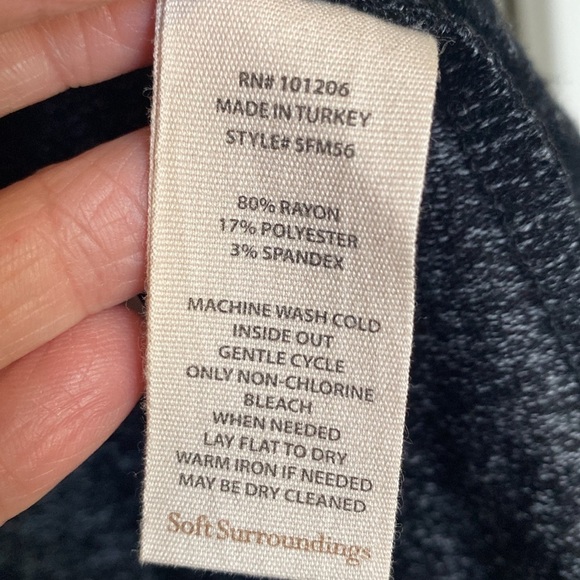 RN# 101206
MADE IN TURKEY
STYLE# SFM56
80% RAYON
17% POLYESTER
3% SPANDEX
MACHINE WASH COLD
INSIDE OUT
GENTLE CYCLE
ONLY NON-CHLORINE
BLEACH
WHEN NEEDED
LAY FLAT TO DRY
WARM IRON IF NEEDED
MAY BE DRY CLEANED
Soft Surroundings